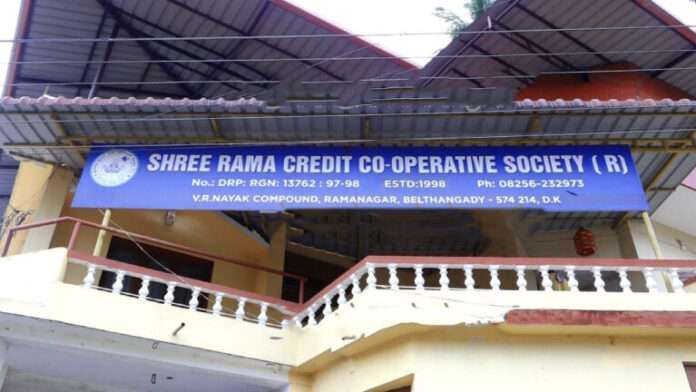 SHREE RAMA CREDIT CO-OPERATIVE SOCIETY ( R)
No.: DRP: RGN: 13762 : 97-98 ESTD:1998 Ph: 08256-232973
V.R.NAYAK COMPOUND, RAMANAGAR, BELTHANGADY - 574 214, D.K